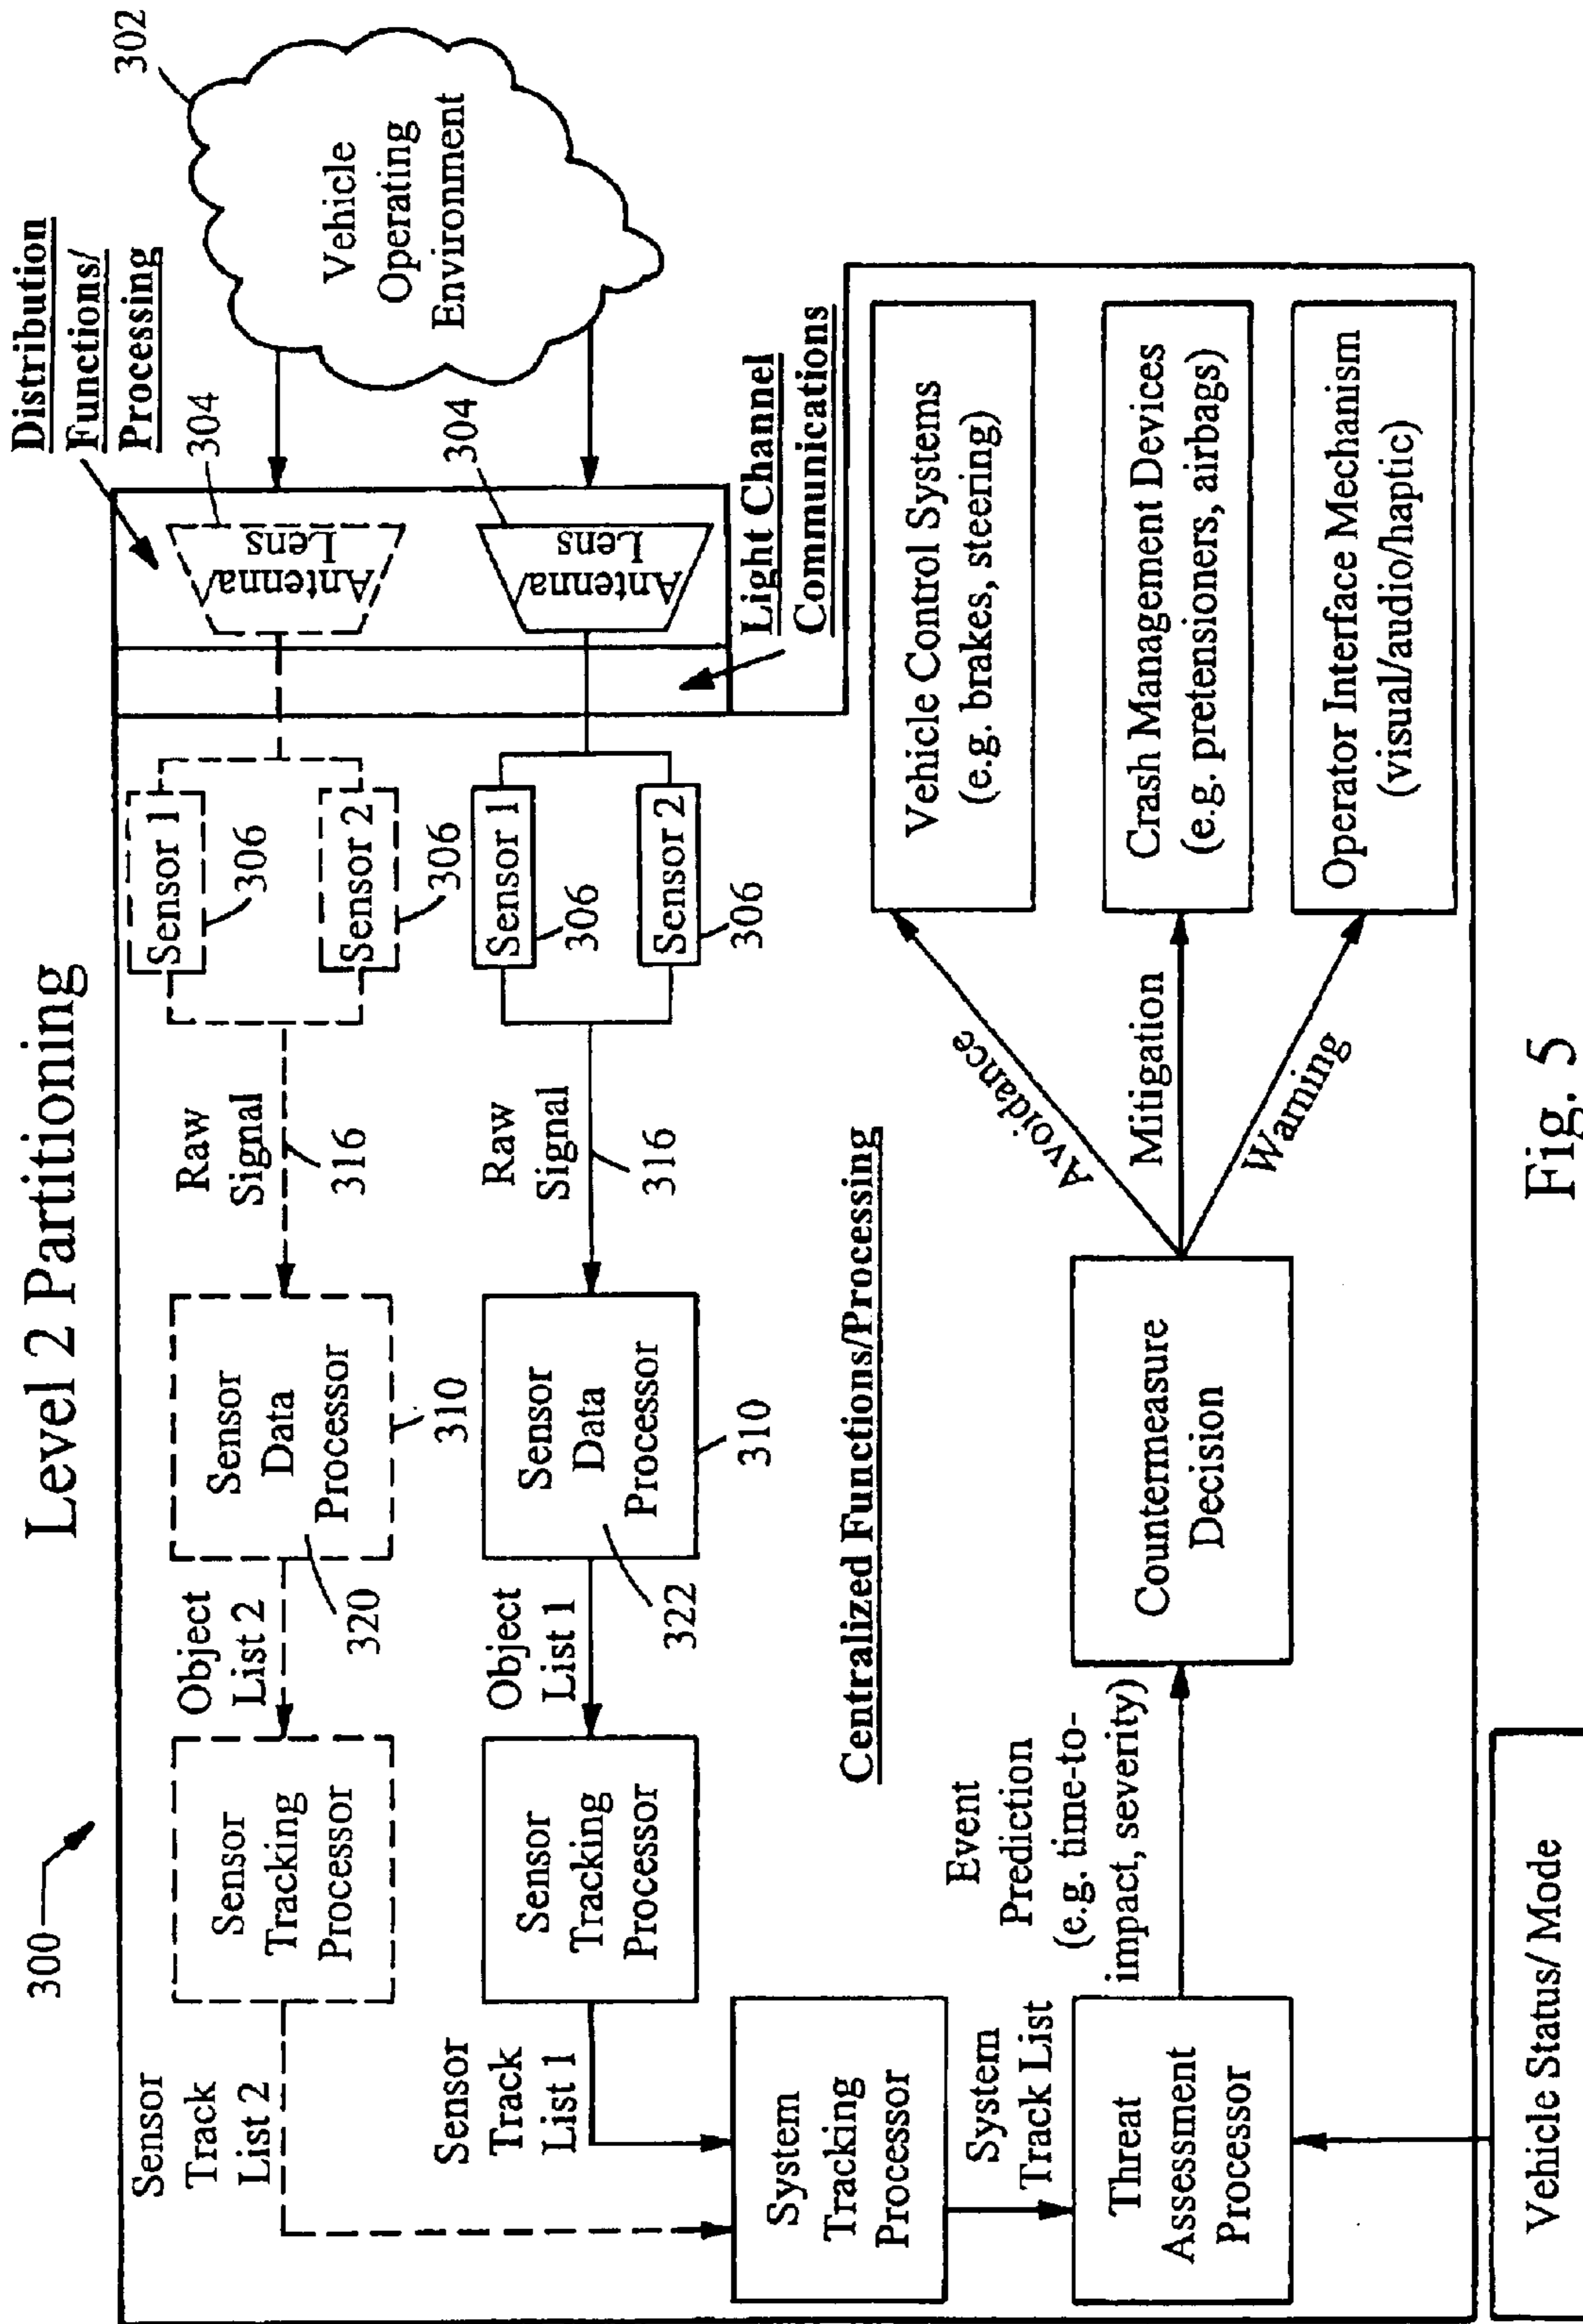 Level 2 Partitioning
300
302
Distribution
Functions/
Processing
Vehicle
Operating
Environment
304
Antenna/
Lens
304
Antenna/
Lens
Light Channel
Communications
Sensor 1
306
Sensor 2
306
Sensor 1
306
Sensor 2
306
Raw
Signal
316
Raw
Signal
316
Sensor
Data
Processor
310
320
Sensor
Data
Processor
310
322
Object
List 2
Object
List 1
Sensor
Tracking
Processor
Sensor
Tracking
Processor
Sensor
Track
List 2
Sensor
Track
List 1
Centralized Functions/Processing
System
Tracking
Processor
System
Track List
Threat
Assessment
Processor
Event
Prediction
(e.g. time-to-
impact, severity)
Countermeasure
Decision
Avoidance
Mitigation
Warning
Vehicle Control Systems
(e.g. brakes, steering)
Crash Management Devices
(e.g. pretensioners, airbags)
Operator Interface Mechanism
(visual/audio/haptic)
Vehicle Status/ Mode
Fig. 5